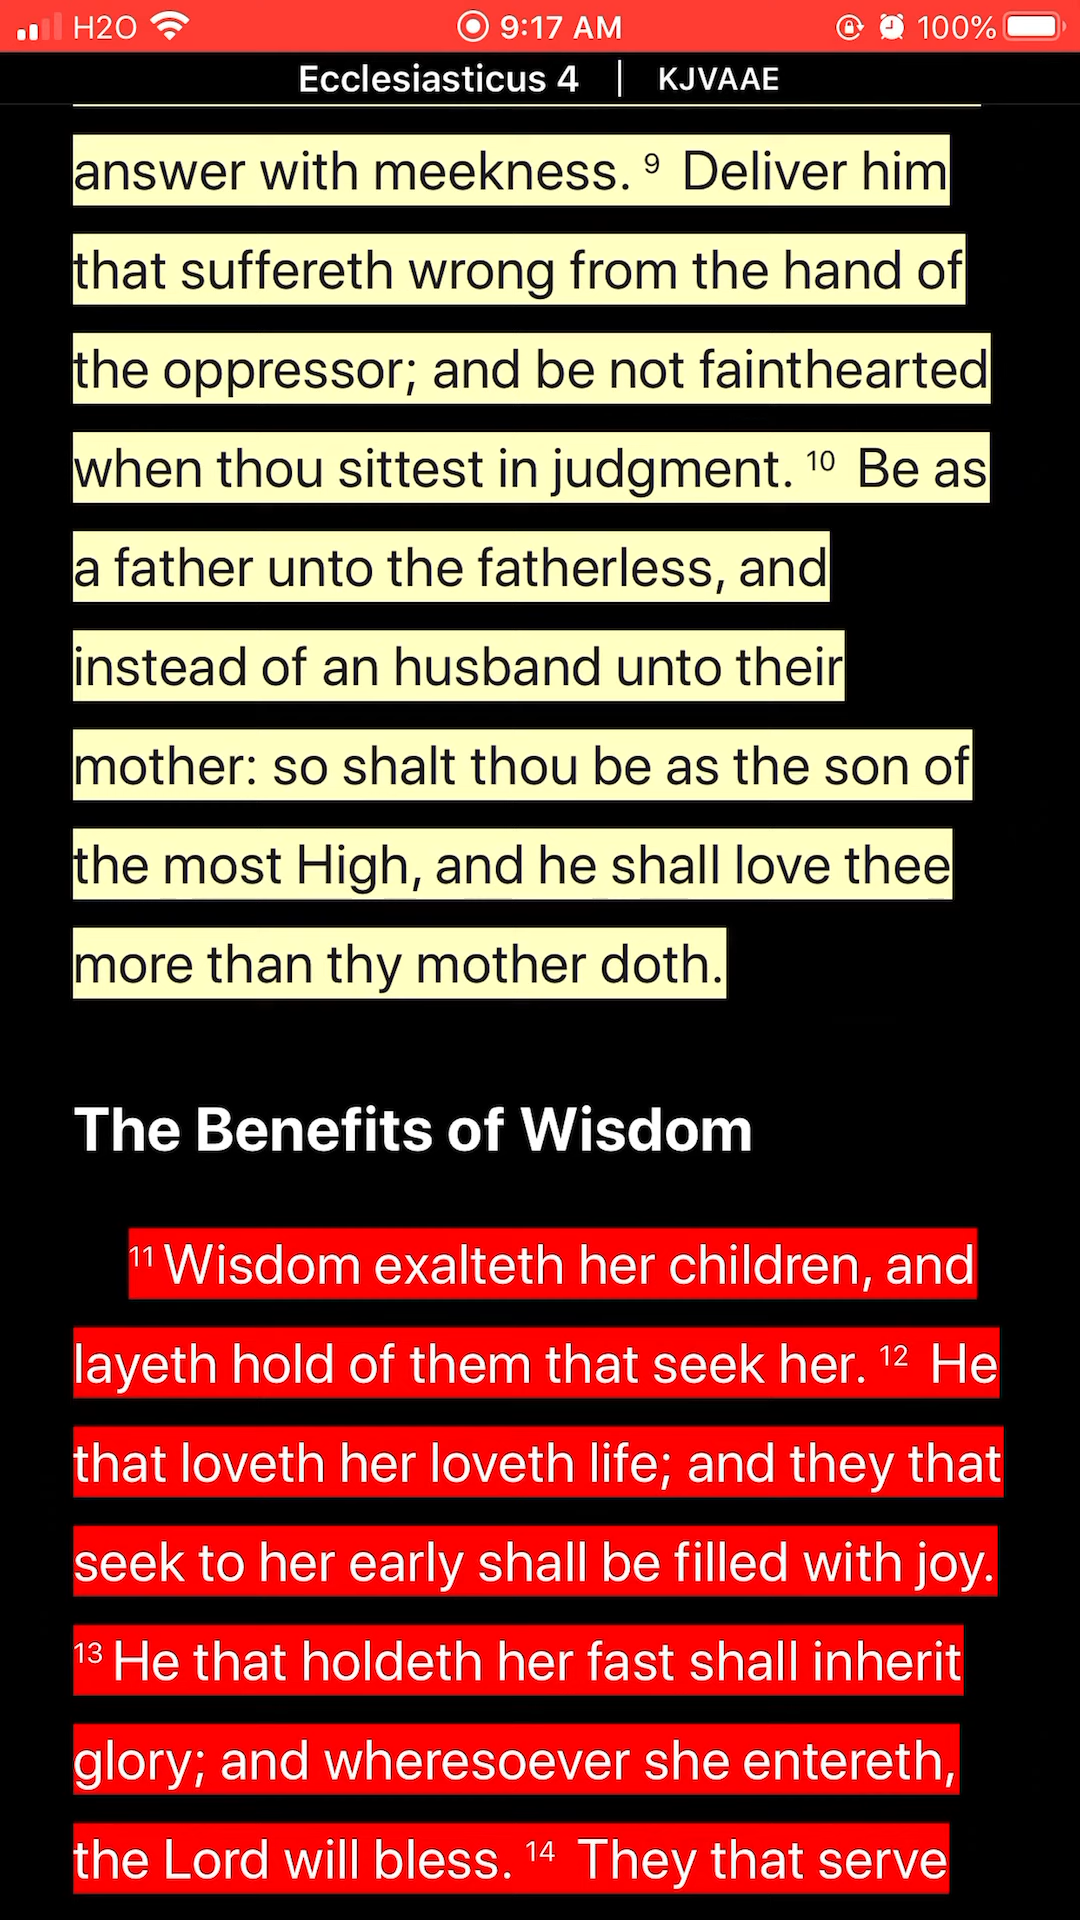 H2O 9:17 AM 100%
Ecclesiasticus 4 | KJVAAE
answer with meekness. 9 Deliver him
that suffereth wrong from the hand of
the oppressor; and be not fainthearted
when thou sittest in judgment. 10 Be as
a father unto the fatherless, and
instead of an husband unto their
mother: so shalt thou be as the son of
the most High, and he shall love thee
more than thy mother doth.
The Benefits of Wisdom
11 Wisdom exalteth her children, and
layeth hold of them that seek her. 12 He
that loveth her loveth life; and they that
seek to her early shall be filled with joy.
13 He that holdeth her fast shall inherit
glory; and wheresoever she entereth,
the Lord will bless. 14 They that serve